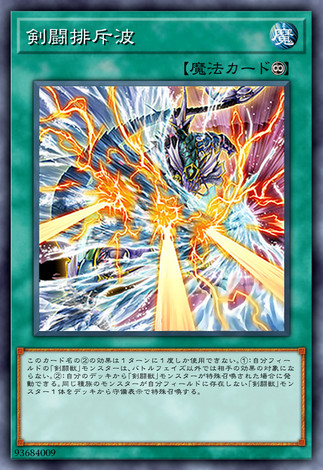 剣闘排斥波
魔
【魔法カード♾】
このカード名の②の効果は1ターンに1度しか使用できない。①:自分フィー
ルドの「剣闘獣」モンスターは、バトルフェイズ以外では相手の効果の対象にな
らない。②:自分のデッキから「剣闘獣」モンスターが特殊召喚された場合に発
動できる。同じ種族のモンスターが自分フィールドに存在しない「剣闘獣」モン
スター1体をデッキから守備表示で特殊召喚する。
93684009